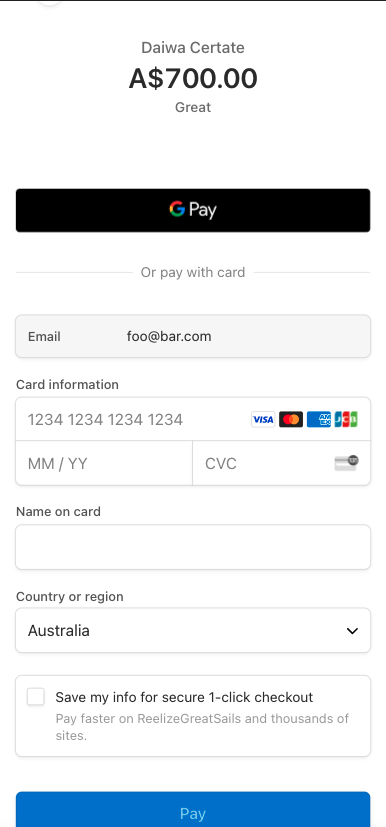 Daiwa Certate
A$700.00
Great
G Pay
Or pay with card
Email foo@bar.com
Card information
1234 1234 1234 1234 VISA AMEX JCB
MM / YY CVC
Name on card
Country or region
Australia
Save my info for secure 1-click checkout
Pay faster on ReelizeGreatSails and thousands of
sites.
Pay